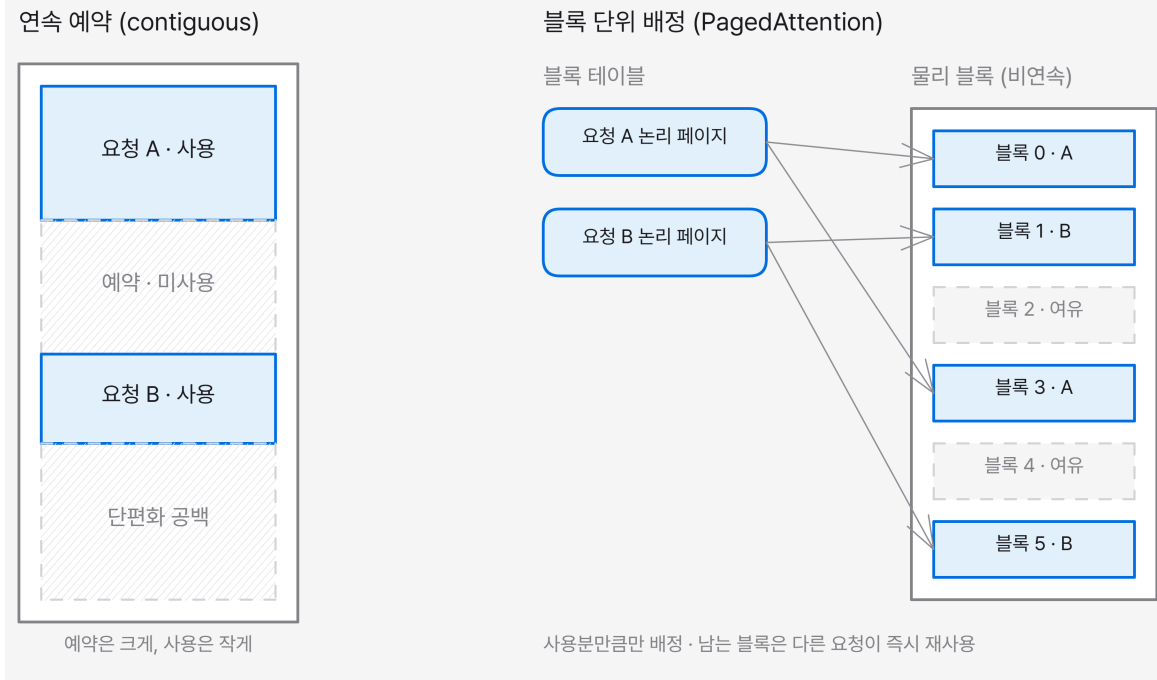 연속 예약 (contiguous)
요청 A · 사용
예약 · 미사용
요청 B · 사용
단편화 공백
예약은 크게, 사용은 작게
블록 단위 배정 (PagedAttention)
블록 테이블
물리 블록 (비연속)
요청 A 논리 페이지
요청 B 논리 페이지
블록 0 · A
블록 1 · B
블록 2 · 여유
블록 3 · A
블록 4 · 여유
블록 5 · B
사용분만큼만 배정 · 남는 블록은 다른 요청이 즉시 재사용